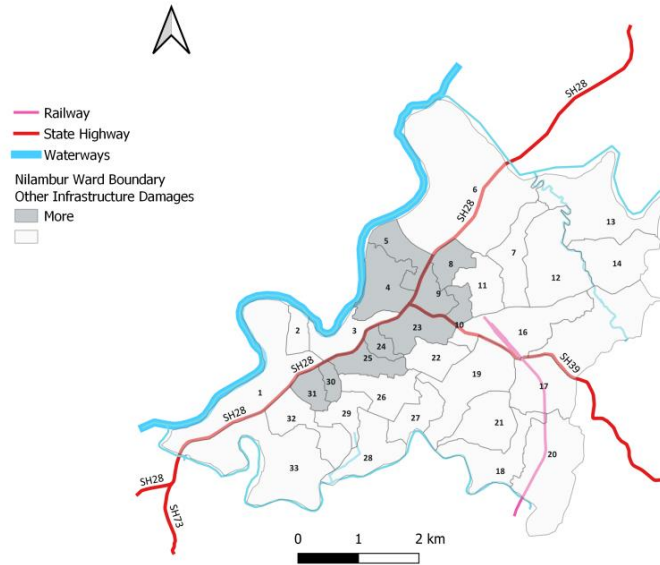 SH28
Railway
State Highway
Waterways
Nilambur Ward Boundary
Other Infrastructure Damages
More
6
SH28
13
5
8
7
14
4
12
9
11
2
3
23
10
16
24
SH28
25
22
30
19
SH39
1
31
26
17
SH28
32
29
27
21
20
28
33
18
SH28
SH73
0 1 2 km